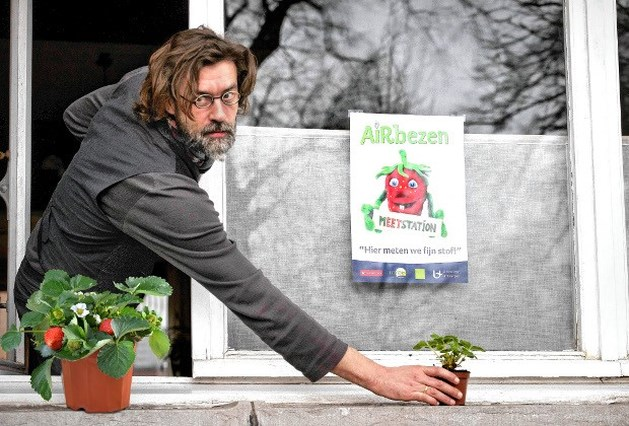 AIRbezen
MEETSTATION
"Hier meten we fijn stof!"